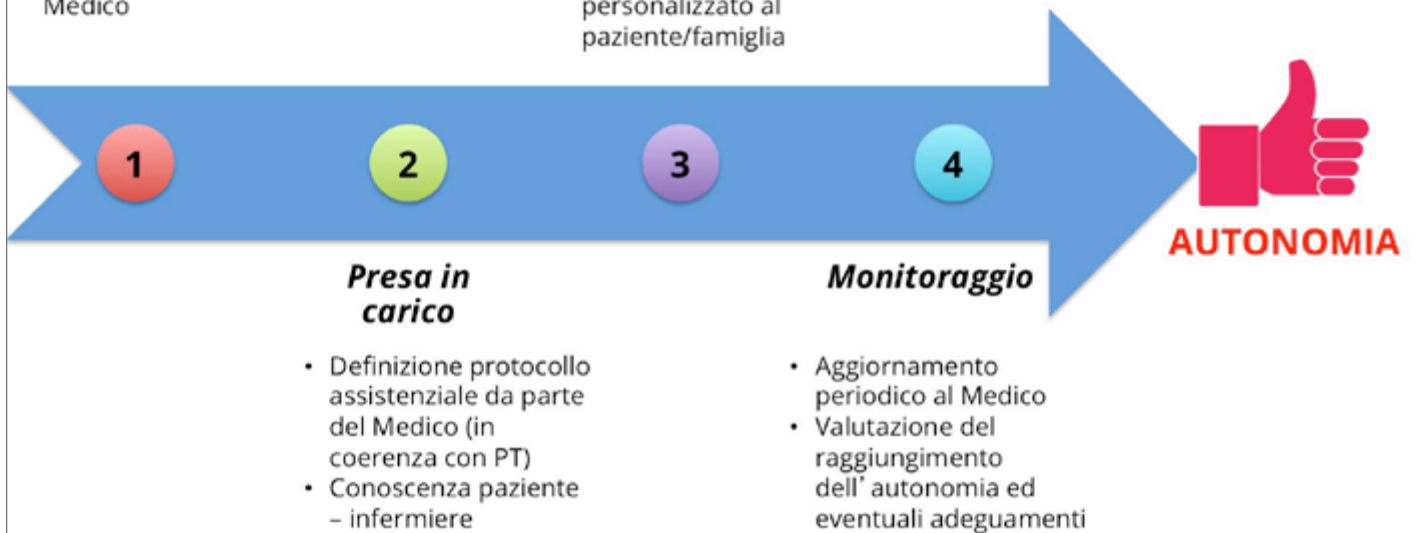 Medico
personalizzato al
paziente/famiglia
1
2
3
4
AUTONOMIA
Presa in
carico
• Definizione protocollo
assistenziale da parte
del Medico (in
coerenza con PT)
• Conoscenza paziente
– infermiere
Monitoraggio
• Aggiornamento
periodico al Medico
• Valutazione del
raggiungimento
dell' autonomia ed
eventuali adeguamenti